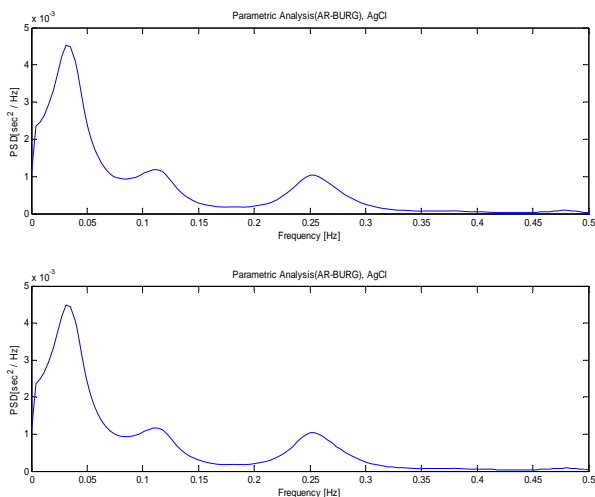 Parametric Analysis(AR-BURG), AgCl
x 10⁻³
5
4
3
2
1
0
PSD[sec² / Hz]
0 0.05 0.1 0.15 0.2 0.25 0.3 0.35 0.4 0.45 0.5
Frequency [Hz]
Parametric Analysis(AR-BURG), AgCl
x 10⁻³
5
4
3
2
1
0
PSD[sec² / Hz]
0 0.05 0.1 0.15 0.2 0.25 0.3 0.35 0.4 0.45 0.5
Frequency [Hz]